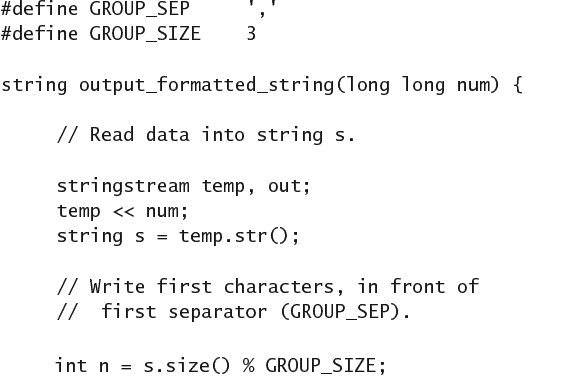 #define GROUP_SEP ','
#define GROUP_SIZE 3
string output_formatted_string(long long num) {
// Read data into string s.
stringstream temp, out;
temp << num;
string s = temp.str();
// Write first characters, in front of
// first separator (GROUP_SEP).
int n = s.size() % GROUP_SIZE;